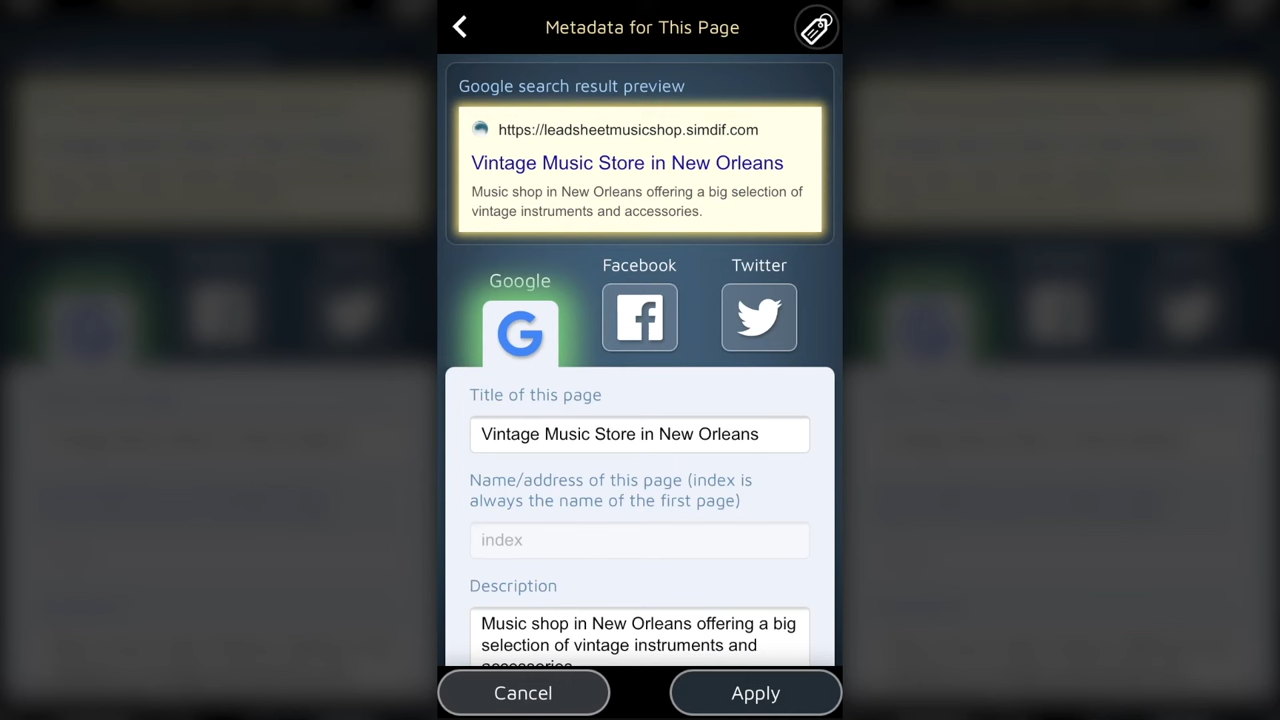 Metadata for This Page
Google search result preview
https://leadsheetmusicshop.simdif.com
Vintage Music Store in New Orleans
Music shop in New Orleans offering a big selection of
vintage instruments and accessories.
Google
Facebook
Twitter
Title of this page
Vintage Music Store in New Orleans
Name/address of this page (index is
always the name of the first page)
index
Description
Music shop in New Orleans offering a big
selection of vintage instruments and
accessories.
Cancel
Apply